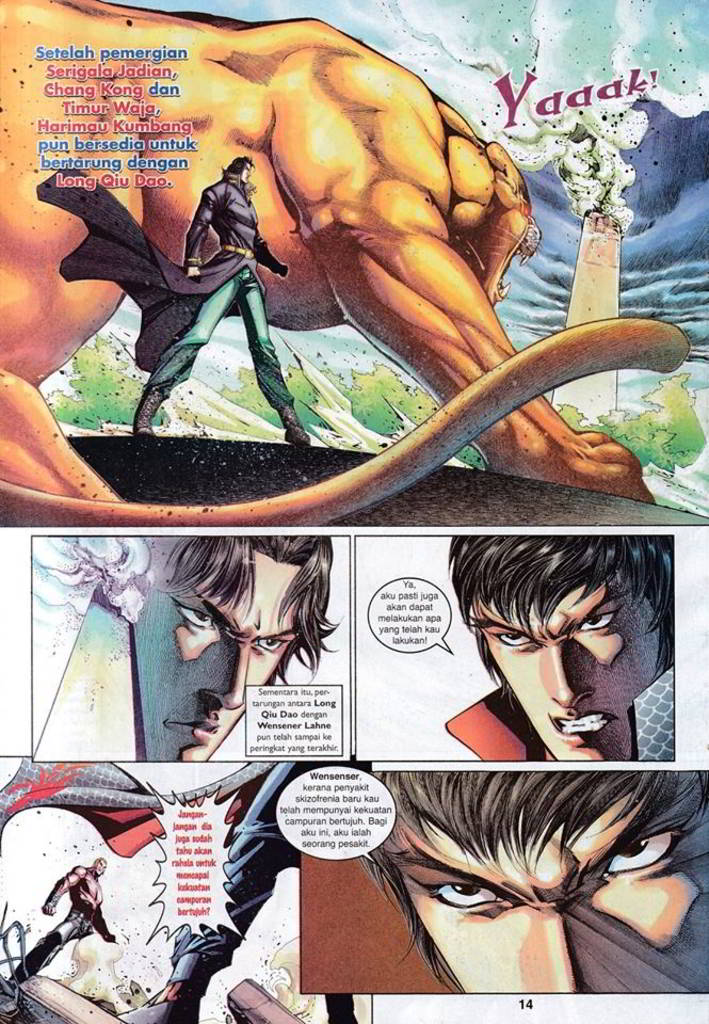 Setelah pemergian
Serigala Jadian,
Chang Kong dan
Timur Waja,
Harimau Kumbang
pun bersedia untuk
bertarung dengan
Long Qiu Dao.
Yaaak!
Sementara itu, per-
tarungan antara Long
Qiu Dao dengan
Wensener Lahne
pun telah sampai ke
peringkat yang terakhir.
Ya,
aku pasti juga
akan dapat
melakukan apa
yang telah kau
lakukan!
Jangan-
jangan dia
juga sudah
tahu akan
rahsia untuk
mencapai
kekuatan
campuran
bertujuh?
Wensenser,
kerana penyakit
skizofrenia baru kau
telah mempunyai kekuatan
campuran bertujuh. Bagi
aku ini, aku ialah
seorang pesakit.
14